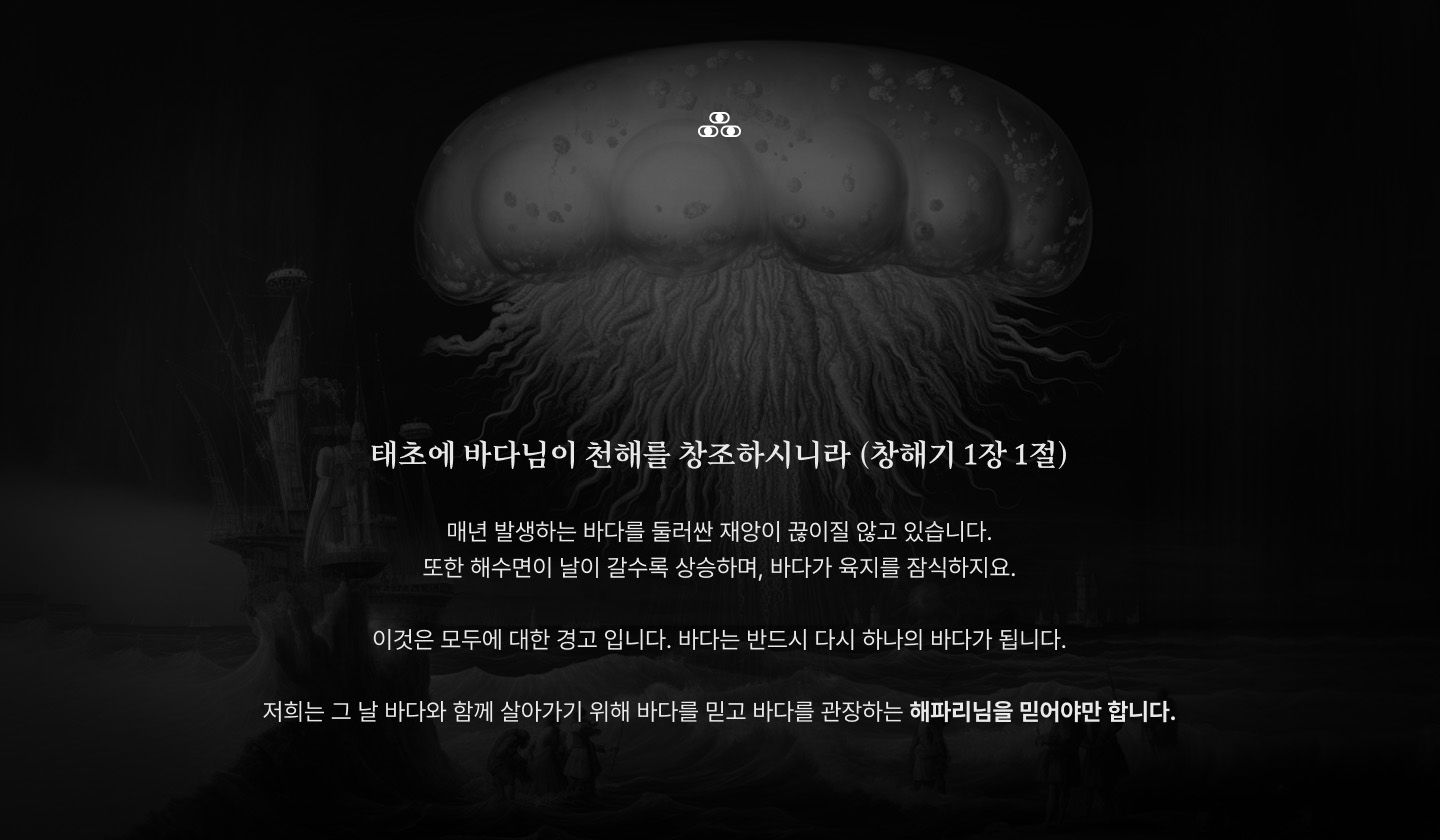 태초에 바다님이 천해를 창조하시니라 (창해기 1장 1절)
매년 발생하는 바다를 둘러싼 재앙이 끊이질 않고 있습니다.
또한 해수면이 날이 갈수록 상승하며, 바다가 육지를 잠식하지요.
이것은 모두에 대한 경고 입니다. 바다는 반드시 다시 하나의 바다가 됩니다.
저희는 그 날 바다와 함께 살아가기 위해 바다를 믿고 바다를 관장하는 해파리님을 믿어야만 합니다.